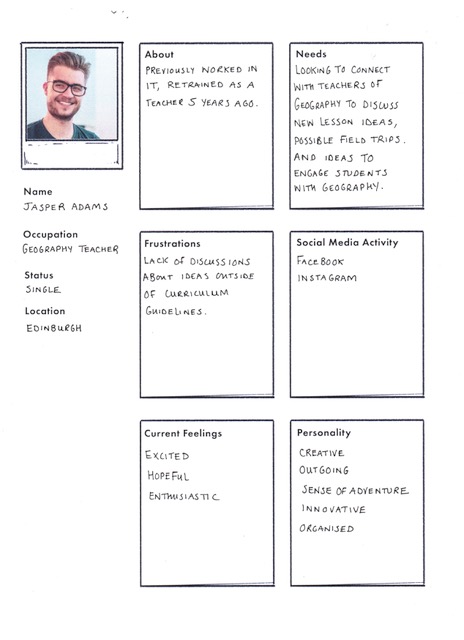 Name
JASPER ADAMS
Occupation
GEOGRAPHY TEACHER
Status
SINGLE
Location
EDINBURGH
About
PREVIOUSLY WORKED IN
IT, RETRAINED AS A
TEACHER 5 YEARS AGO.
Needs
LOOKING TO CONNECT
WITH TEACHERS OF
GEOGRAPHY TO DISCUSS
NEW LESSON IDEAS,
POSSIBLE FIELD TRIPS.
AND IDEAS TO
ENGAGE STUDENTS
WITH GEOGRAPHY.
Frustrations
LACK OF DISCUSSIONS
ABOUT IDEAS OUTSIDE
OF CURRICULUM
GUIDELINES.
Social Media Activity
FACEBOOK
INSTAGRAM
Current Feelings
EXCITED
HOPEFUL
ENTHUSIASTIC
Personality
CREATIVE
OUTGOING
SENSE OF ADVENTURE
INNOVATIVE
ORGANISED